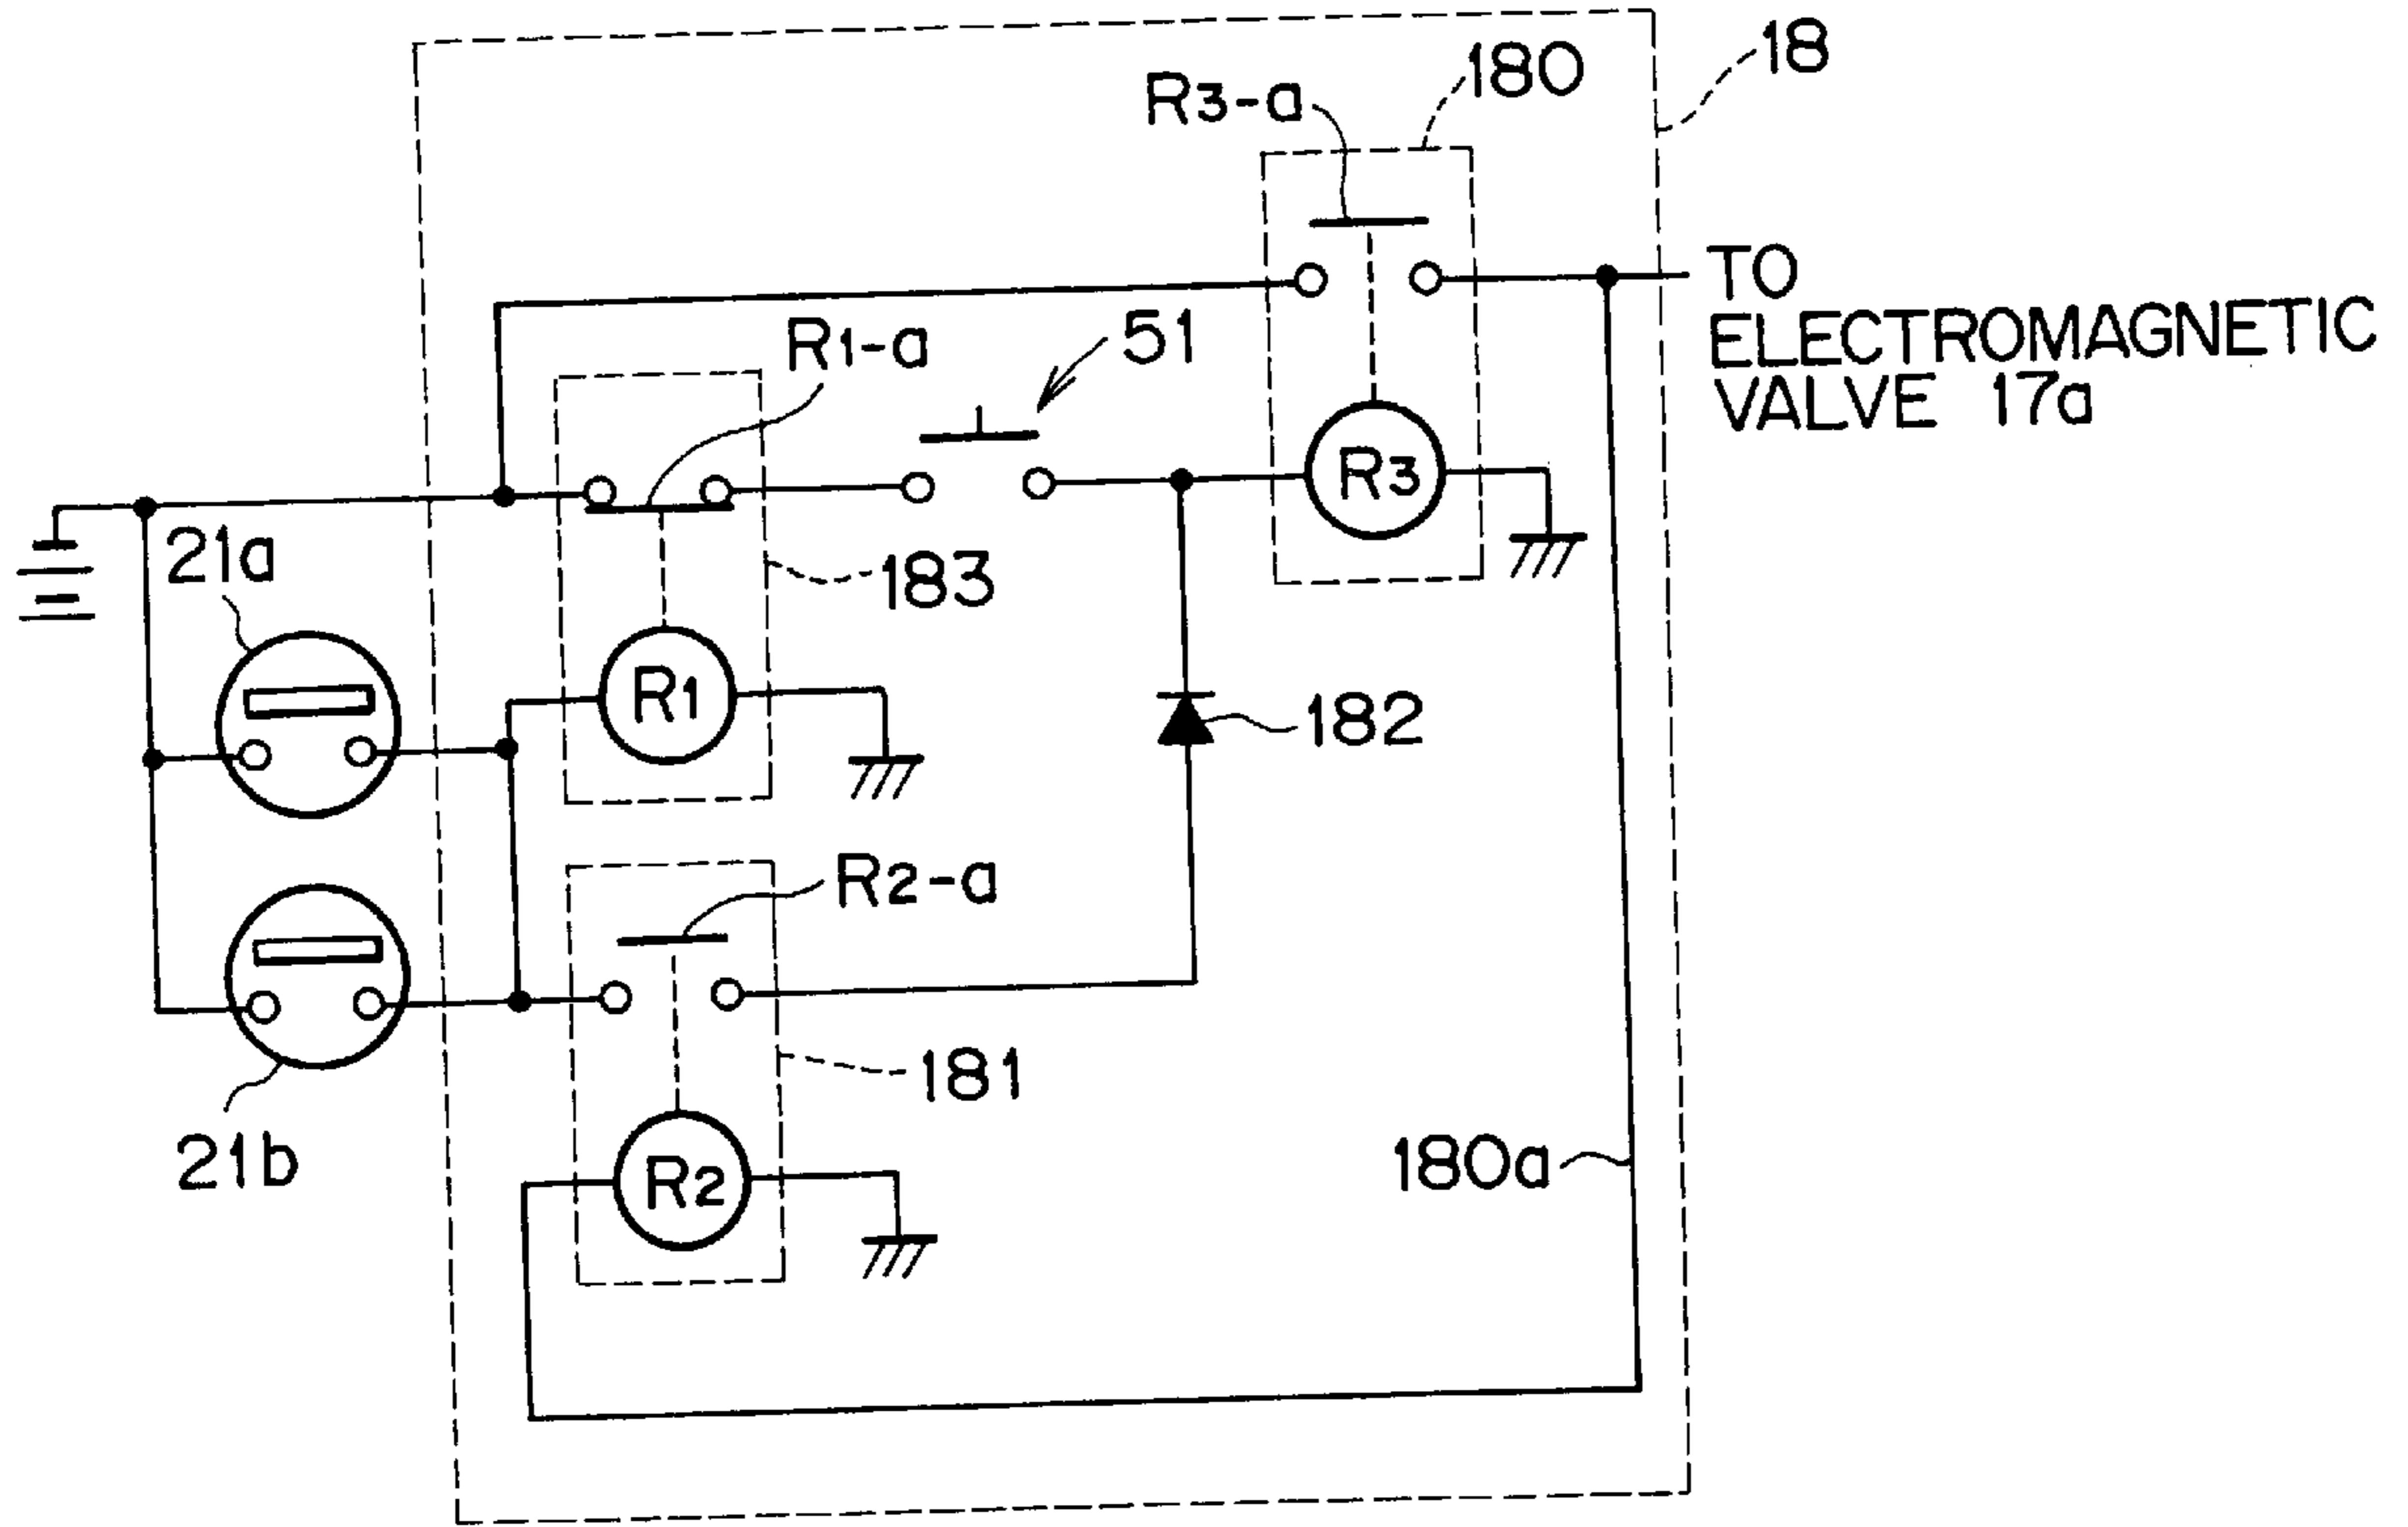 18
180
R3-a
TO
ELECTROMAGNETIC
VALVE 17a
R1-a
51
R3
21a
183
R1
182
R2-a
181
21b
R2
180a